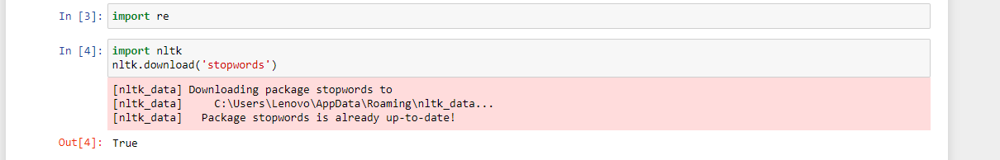 In [3]: import re
In [4]: import nltk
nltk.download('stopwords')
[nltk_data] Downloading package stopwords to
[nltk_data]     C:\Users\Lenovo\AppData\Roaming\nltk_data...
[nltk_data]   Package stopwords is already up-to-date!
Out[4]: True